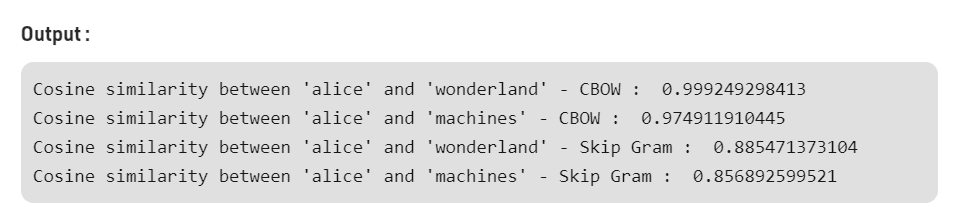 Output :
Cosine similarity between 'alice' and 'wonderland' - CBOW :  0.999249298413
Cosine similarity between 'alice' and 'machines' - CBOW :  0.974911910445
Cosine similarity between 'alice' and 'wonderland' - Skip Gram :  0.885471373104
Cosine similarity between 'alice' and 'machines' - Skip Gram :  0.856892599521